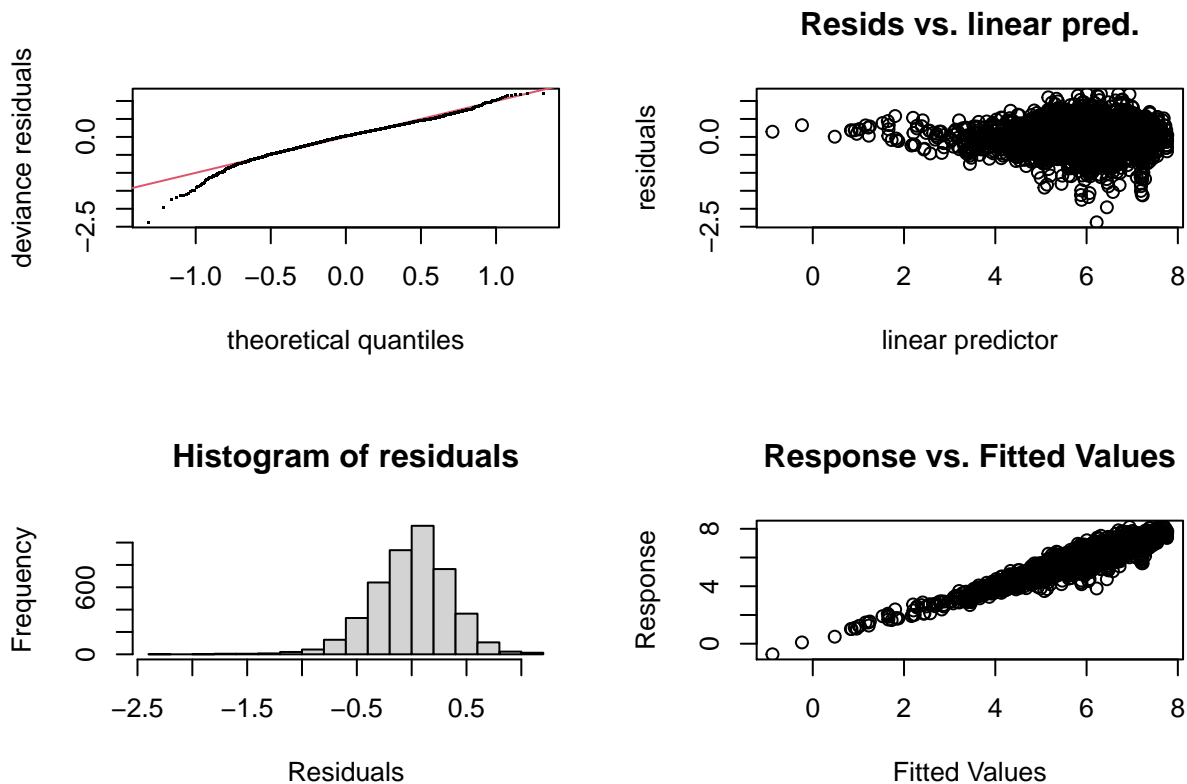 deviance residuals
0.0
−2.5
−1.0 −0.5 0.0 0.5 1.0
theoretical quantiles
Resids vs. linear pred.
residuals
0.0
−2.5
0 2 4 6 8
linear predictor
Histogram of residuals
Frequency
600
0
−2.5 −1.5 −0.5 0.5
Residuals
Response vs. Fitted Values
Response
8
4
0
0 2 4 6 8
Fitted Values